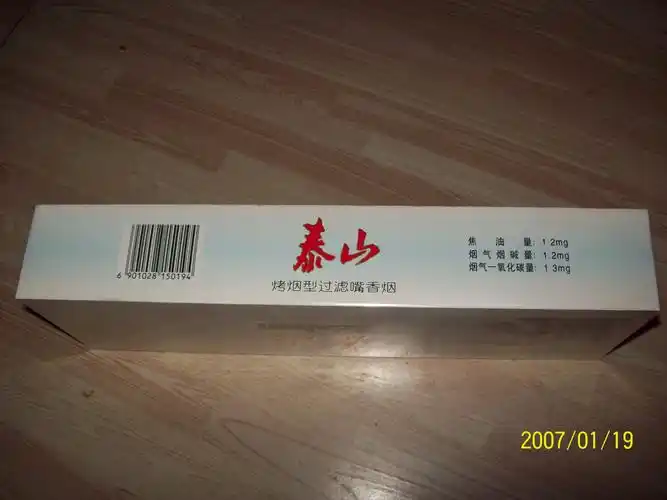 泰山
烤烟型过滤嘴香烟
6 901028 150194
焦油量: 12mg
烟气烟碱量: 1.2mg
烟气一氧化碳量: 13mg
2007/01/19